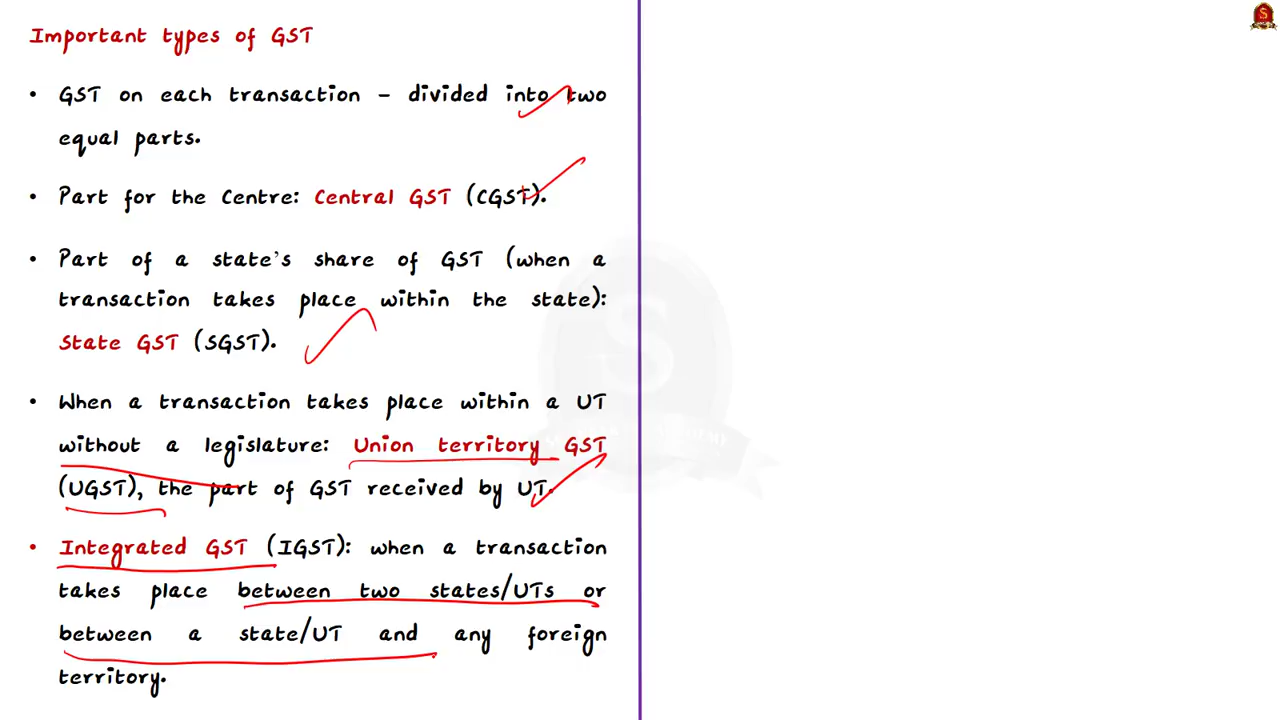 Important types of GST
• GST on each transaction – divided into two
equal parts.
• Part for the Centre: Central GST (CGST).
• Part of a state's share of GST (when a
transaction takes place within the state):
State GST (SGST).
• When a transaction takes place within a UT
without a legislature: Union territory GST
(UGST), the part of GST received by UT.
• Integrated GST (IGST): when a transaction
takes place between two states/UTs or
between a state/UT and any foreign
territory.